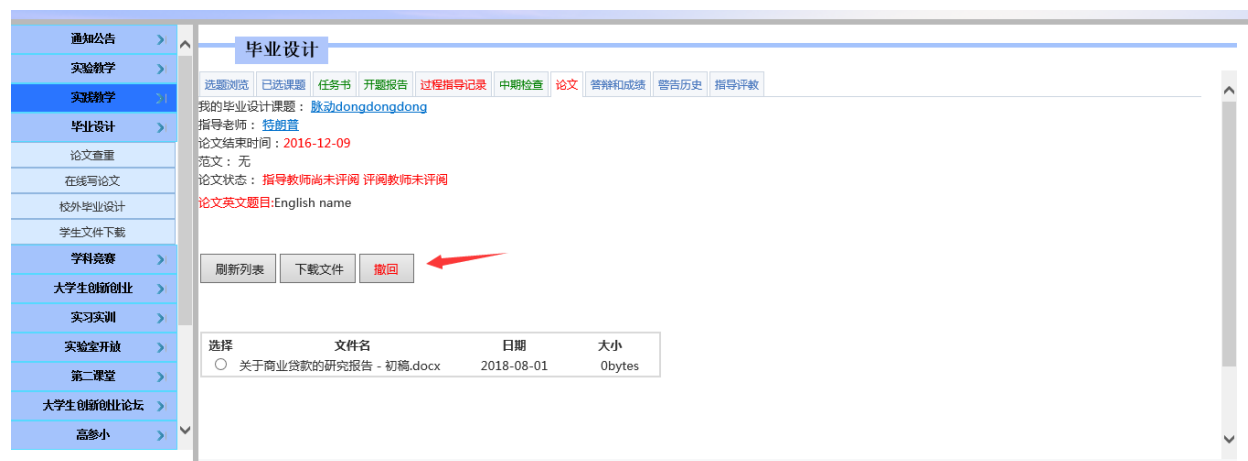 通知公告
实验教学
实践教学
毕业设计
论文查重
在线写论文
校外毕业设计
学生文件下载
学科竞赛
大学生创新创业
实习实训
实验室开放
第二课堂
大学生创新创业论坛
高参小
毕业设计
选题浏览 已选课题 任务书 开题报告 过程指导记录 中期检查 论文 答辩和成绩 警告历史 指导评教
我的毕业设计课题： 脉动dongdongdong
指导老师： 特朗普
论文结束时间：2016-12-09
范文： 无
论文状态： 指导教师尚未评阅 评阅教师未评阅
论文英文题目:English name
刷新列表 下载文件 撤回
选择 文件名 日期 大小
关于商业贷款的研究报告 - 初稿.docx 2018-08-01 0bytes